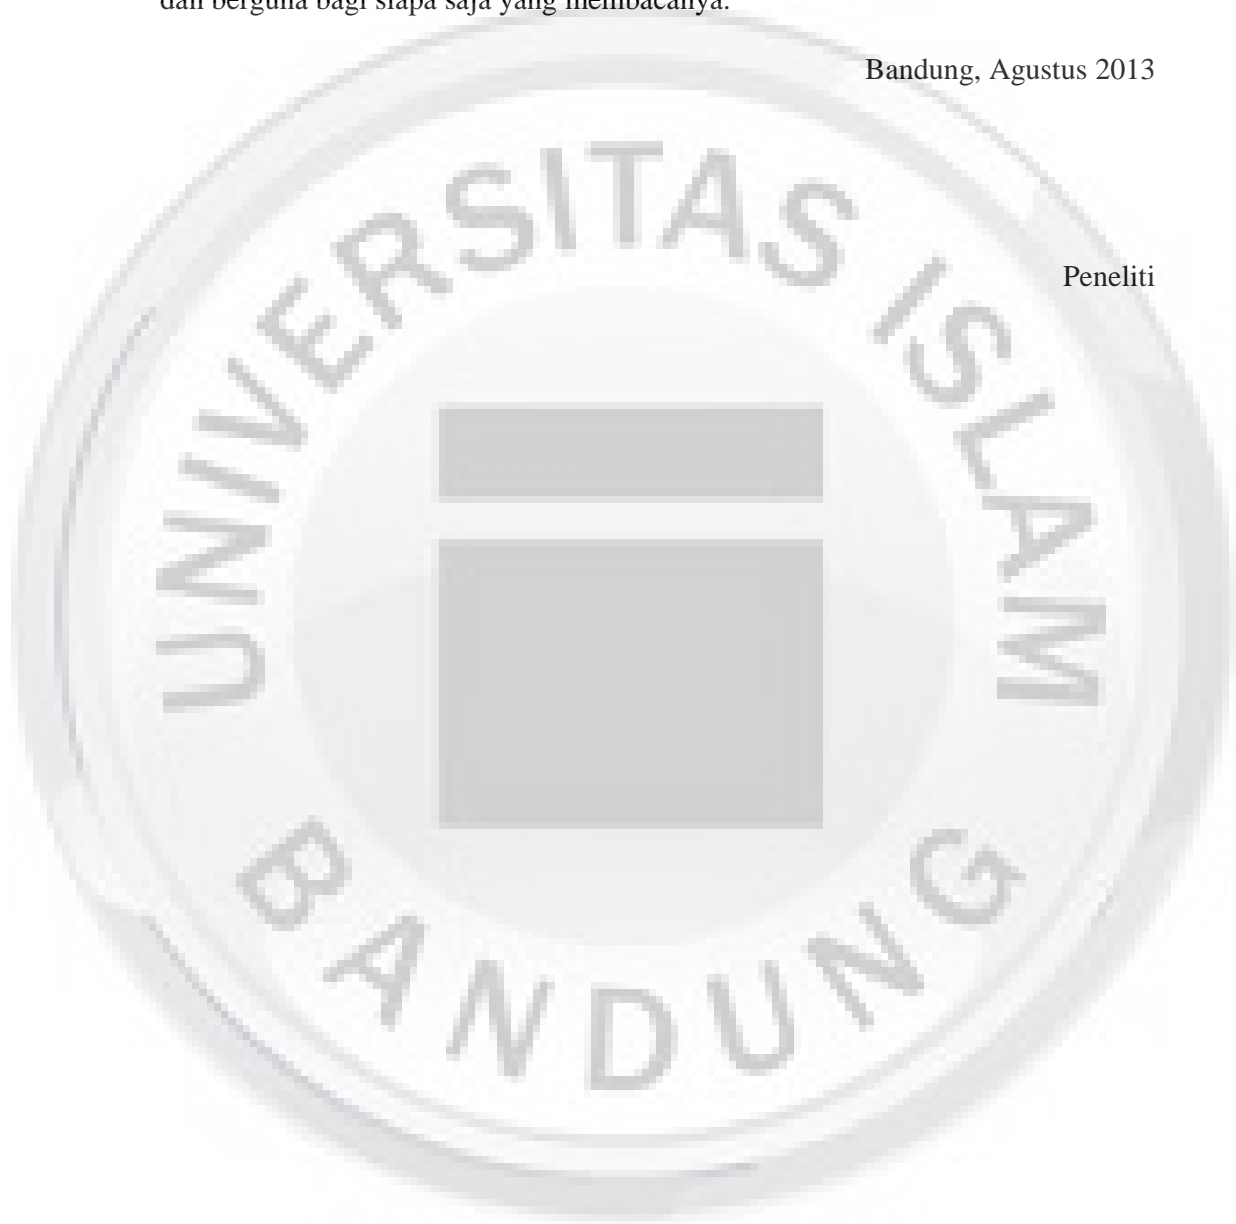 dan berguna bagi siapa saja yang membacanya.
Bandung, Agustus 2013
Peneliti
UNIVERSITAS ISLAM
BANDUNG